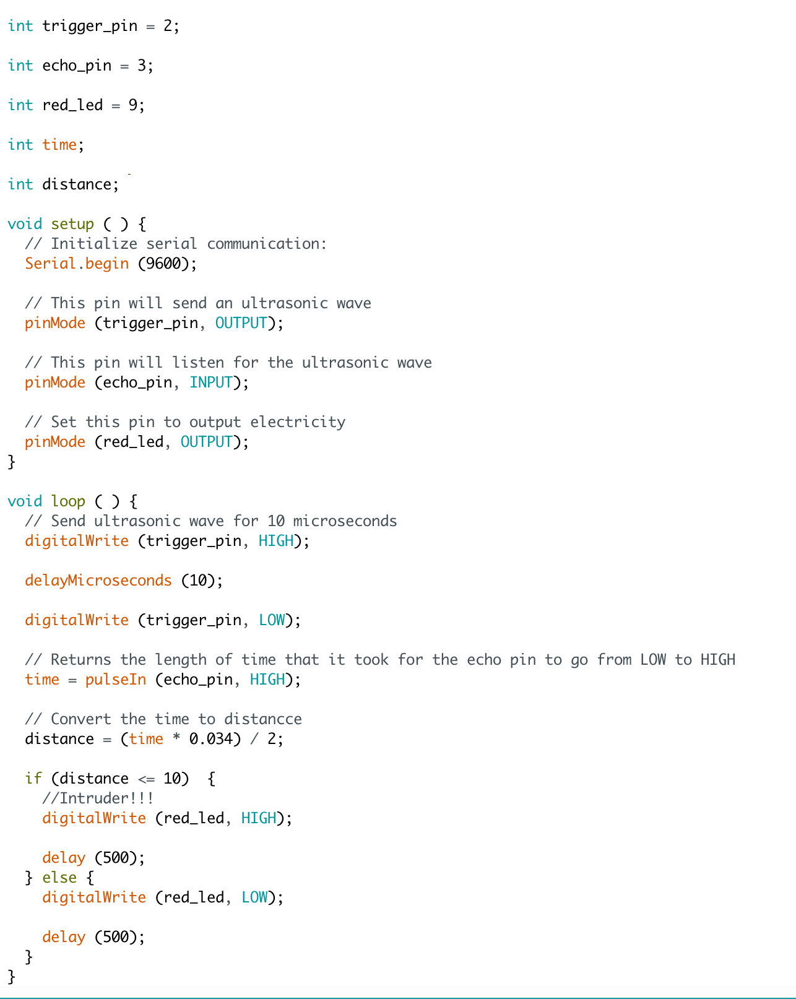 int trigger_pin = 2;
int echo_pin = 3;
int red_led = 9;
int time;
int distance;
void setup ( ) {
// Initialize serial communication:
Serial.begin (9600);
// This pin will send an ultrasonic wave
pinMode (trigger_pin, OUTPUT);
// This pin will listen for the ultrasonic wave
pinMode (echo_pin, INPUT);
// Set this pin to output electricity
pinMode (red_led, OUTPUT);
}
void loop ( ) {
// Send ultrasonic wave for 10 microseconds
digitalWrite (trigger_pin, HIGH);
delayMicroseconds (10);
digitalWrite (trigger_pin, LOW);
// Returns the length of time that it took for the echo pin to go from LOW to HIGH
time = pulseIn (echo_pin, HIGH);
// Convert the time to distancce
distance = (time * 0.034) / 2;
if (distance <= 10)  {
//Intruder!!!
digitalWrite (red_led, HIGH);
delay (500);
} else {
digitalWrite (red_led, LOW);
delay (500);
}
}